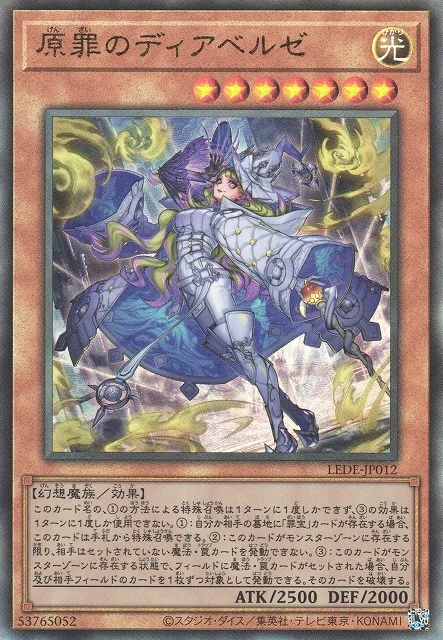 原罪のディアベルゼ
光
LEDE-JP012
【幻想魔族／効果】
このカード名の、①の方法による特殊召喚は1ターンに1度しかできず、③の効果は
1ターンに1度しか使用できない。①：自分か相手の墓地に「罪宝」カードが存在する場合、
このカードは手札から特殊召喚できる。②：このカードがモンスターゾーンに存在する
限り、相手はセットされていない魔法・罠カードを発動できない。③：このカードがモ
ンスターゾーンに存在する状態で、フィールドに魔法・罠カードがセットされた場合、自分
及び相手フィールドのカードを1枚ずつ対象として発動できる。そのカードを破壊する。
ATK/2500 DEF/2000
53765052
©スタジオ・ダイス／集英社・テレビ東京・KONAMI